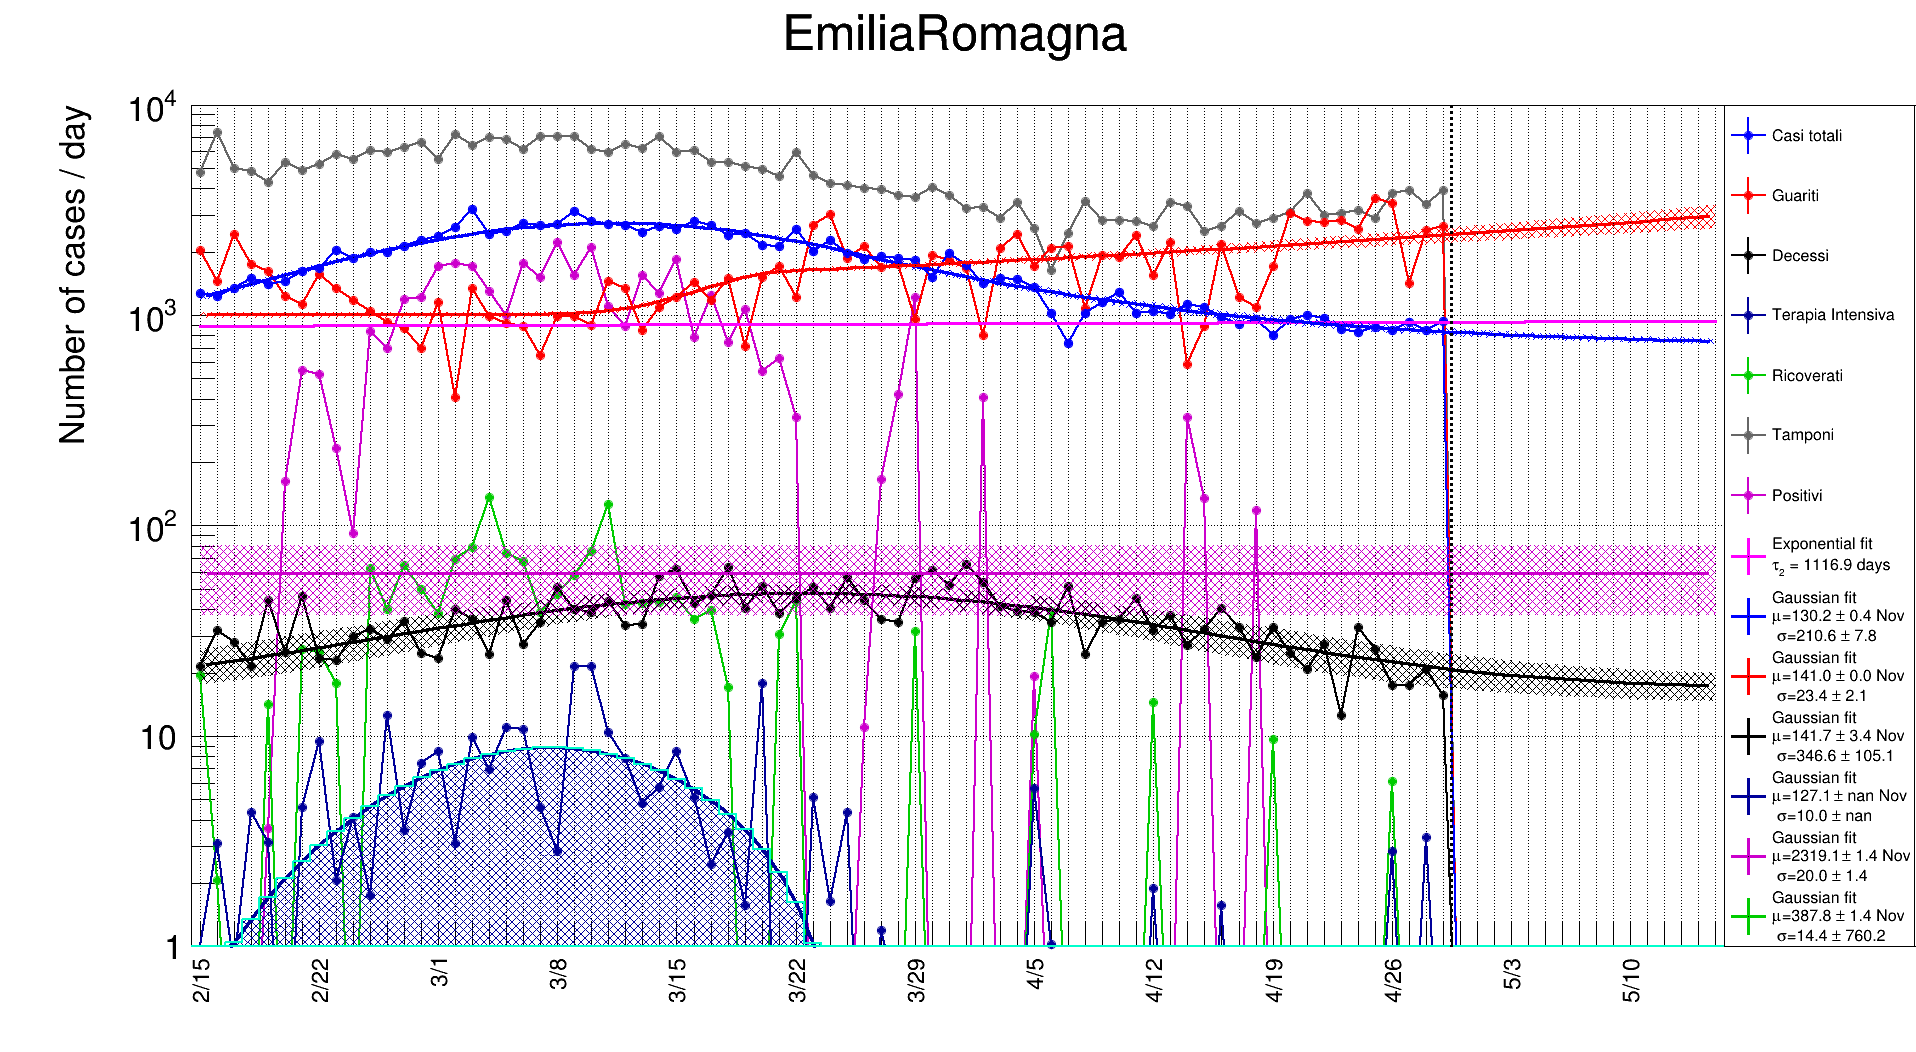 EmiliaRomagna
Number of cases / day
10^4
10^3
10^2
10
1
2/15
2/22
3/1
3/8
3/15
3/22
3/29
4/5
4/12
4/19
4/26
5/3
5/10
Casi totali
Guariti
Decessi
Terapia Intensiva
Ricoverati
Tamponi
Positivi
Exponential fit
τ₂ = 1116.9 days
Gaussian fit
μ=130.2 ± 0.4 Nov
σ=210.6 ± 7.8
Gaussian fit
μ=141.0 ± 0.0 Nov
σ=23.4 ± 2.1
Gaussian fit
μ=141.7 ± 3.4 Nov
σ=346.6 ± 105.1
Gaussian fit
μ=127.1 ± nan Nov
σ=10.0 ± nan
Gaussian fit
μ=2319.1 ± 1.4 Nov
σ=20.0 ± 1.4
Gaussian fit
μ=387.8 ± 1.4 Nov
σ=14.4 ± 760.2